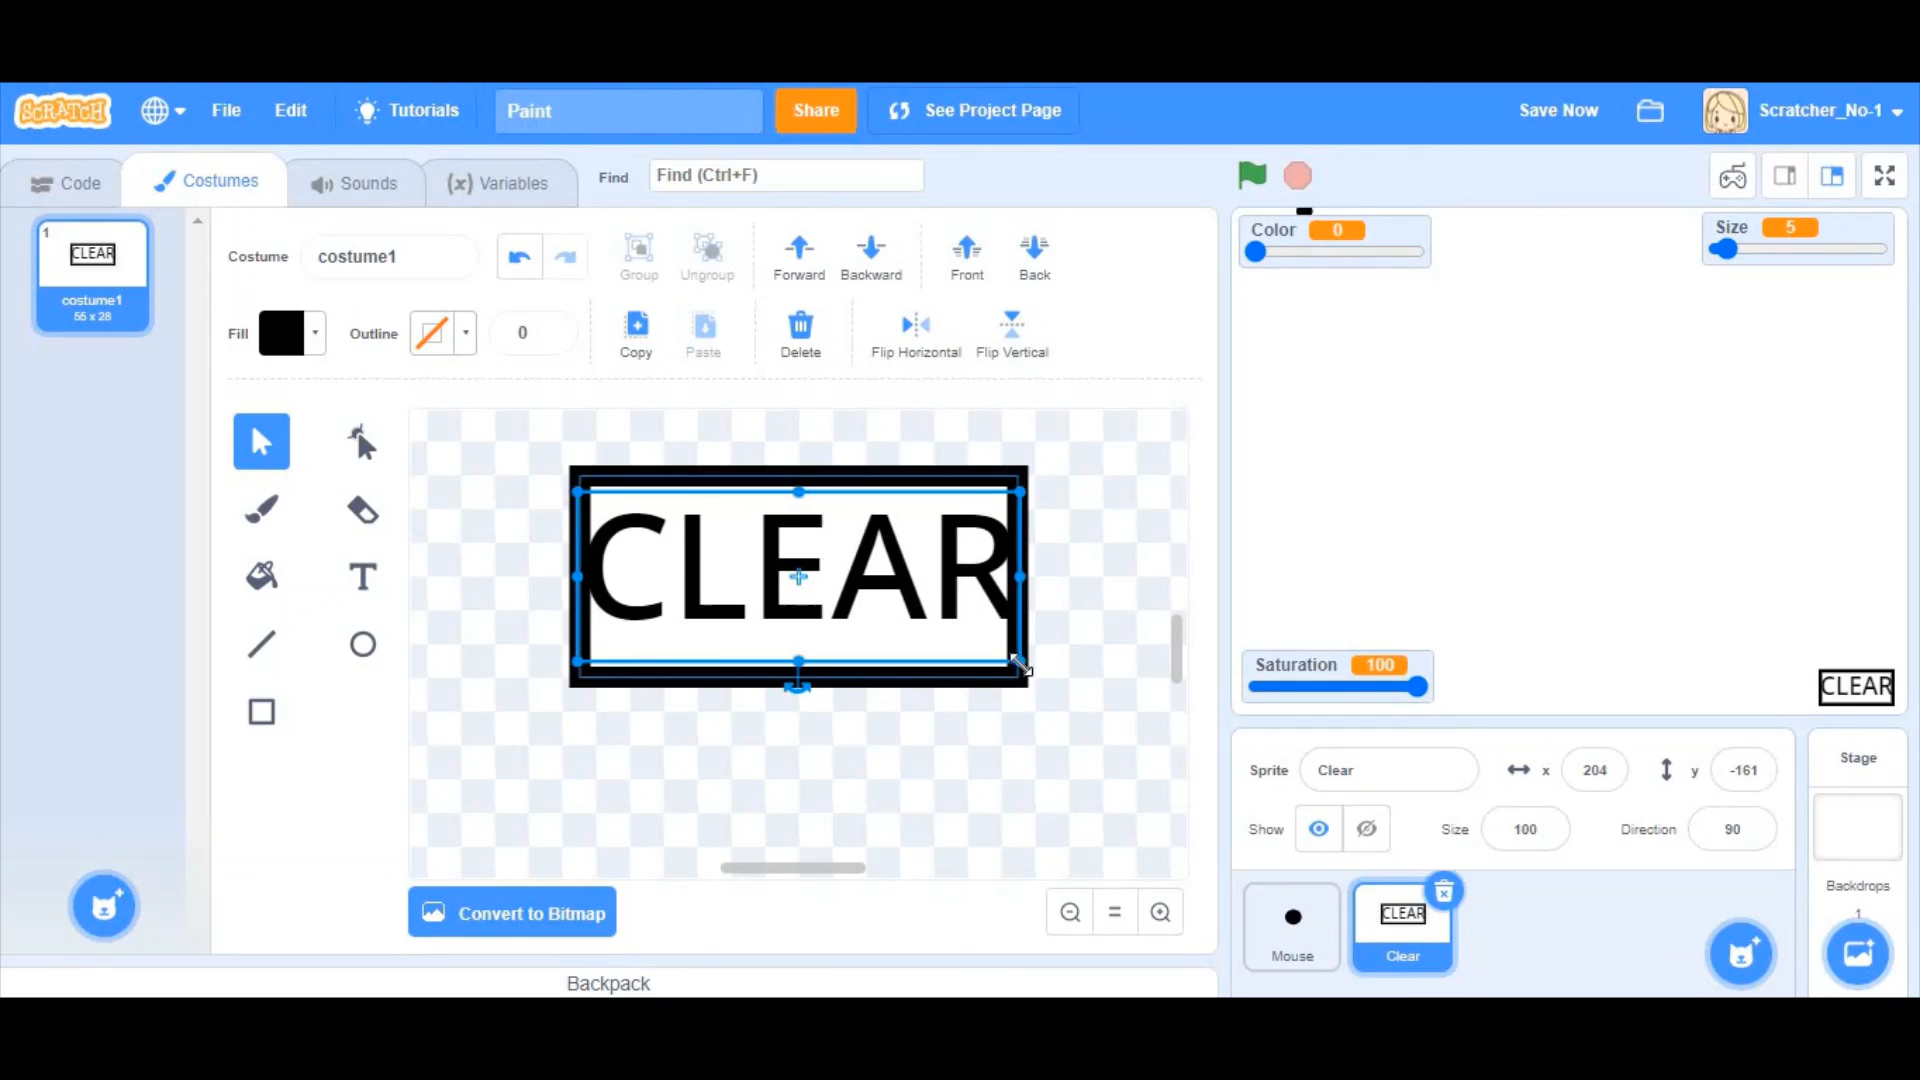 SCRATCH File Edit Tutorials Paint Share See Project Page Save Now Scratcher_No-1
Code Costumes Sounds (x) Variables Find Find (Ctrl+F)
1
CLEAR
costume1
55 x 28
Costume costume1 Group Ungroup Forward Backward Front Back
Fill Outline 0 Copy Paste Delete Flip Horizontal Flip Vertical
T
CLEAR
Convert to Bitmap
Backpack
Color 0 Size 5
Saturation 100
CLEAR
Sprite Clear x 204 y -161
Show Size 100 Direction 90
Mouse
CLEAR
Clear
Stage
Backdrops
1